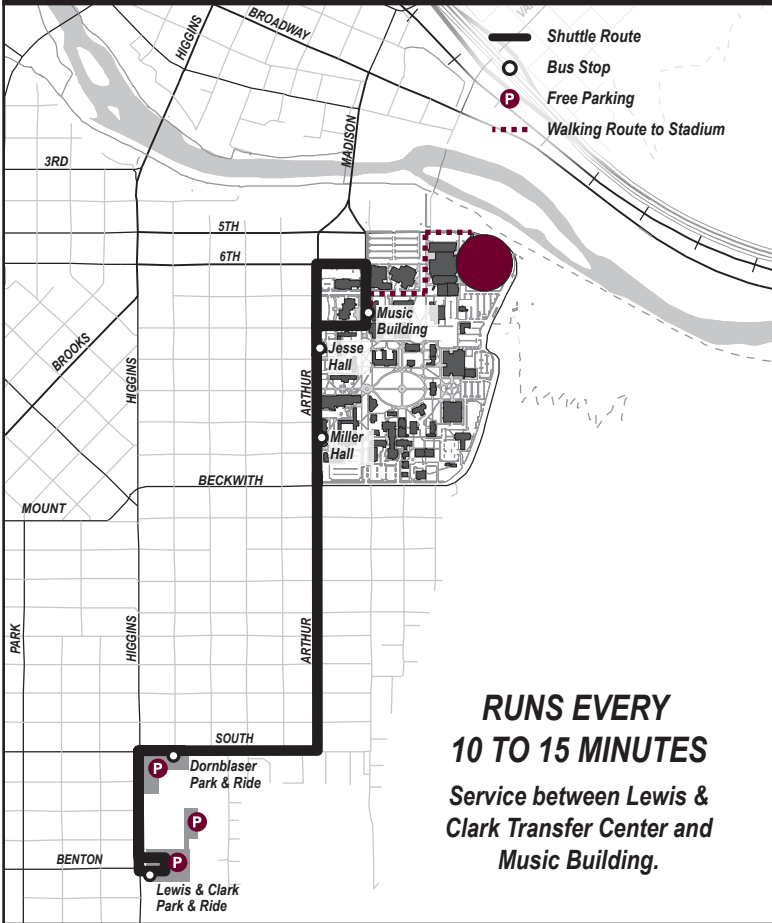 HIGGINS
BROADWAY
MADISON
Shuttle Route
Bus Stop
P
Free Parking
Walking Route to Stadium
3RD
5TH
6TH
Music
Building
BROOKS
HIGGINS
ARTHUR
Jesse
Hall
Miller
Hall
BECKWITH
MOUNT
PARK
HIGGINS
ARTHUR
RUNS EVERY
10 TO 15 MINUTES
Service between Lewis &
Clark Transfer Center and
Music Building.
SOUTH
P
Dornblaser
Park & Ride
P
BENTON
P
Lewis & Clark
Park & Ride